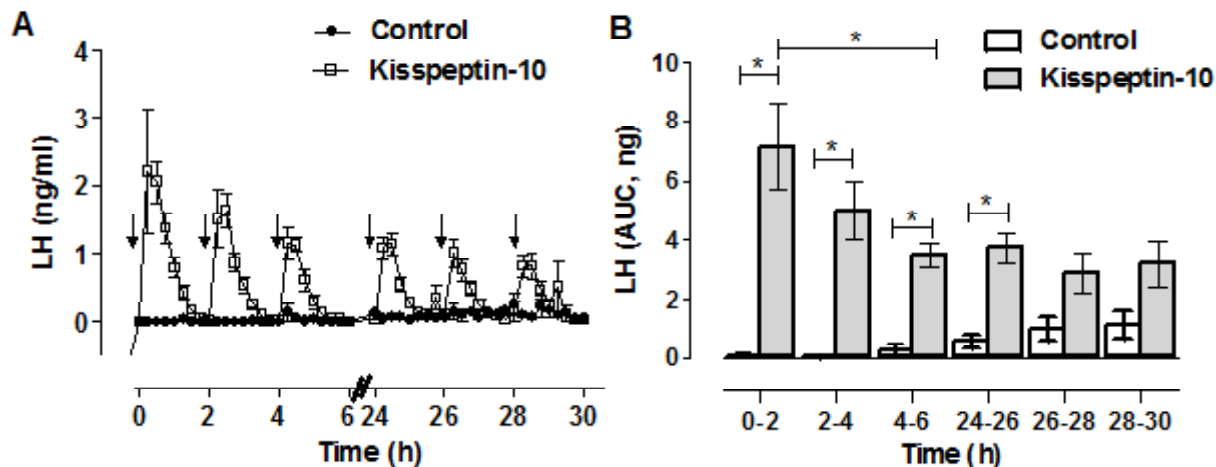 A
Control
Kisspeptin-10
LH (ng/ml)
4
3
2
1
0
0 2 4 6 24 26 28 30
Time (h)
B
Control
Kisspeptin-10
LH (AUC, ng)
10
8
6
4
2
0
*
*
*
*
*
0-2 2-4 4-6 24-26 26-28 28-30
Time (h)